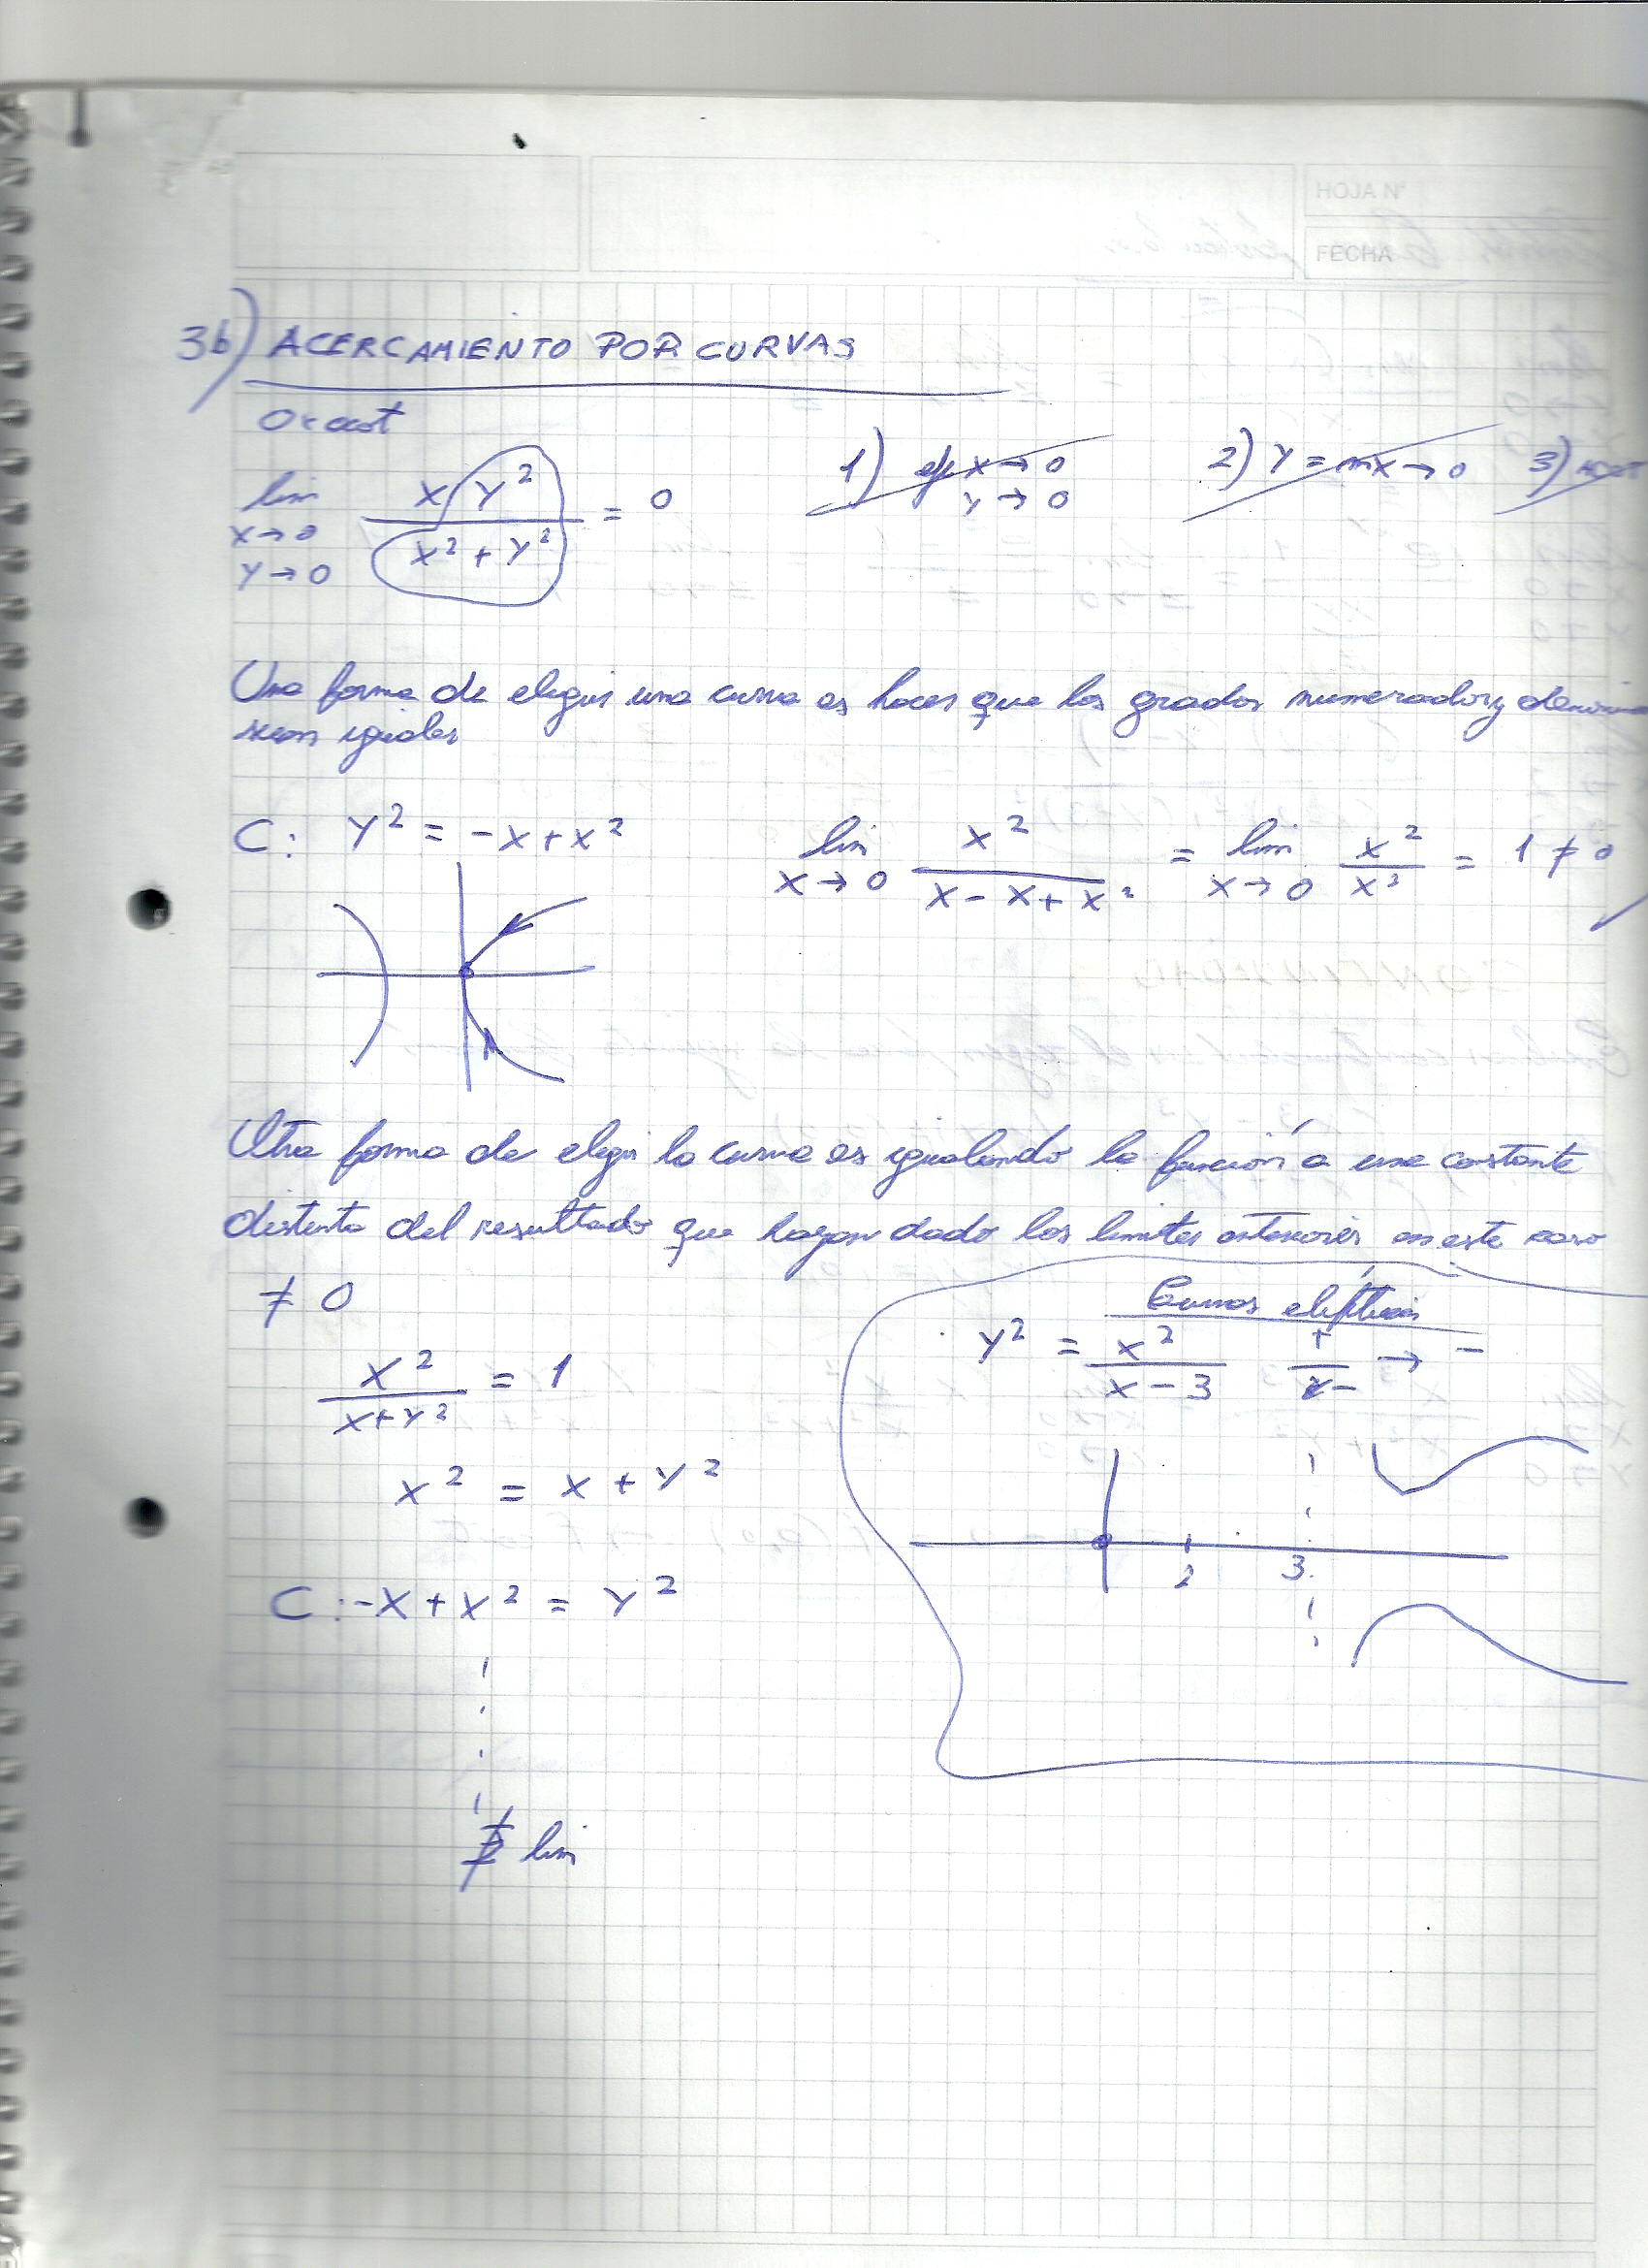 HOJA N°
FECHA
3b) ACERCAMIENTO POR CURVAS
0 < acot
lim x→0 y→0 x y² / (x² + y²) = 0
1) x→0 y→0
2) y = mx → 0
3)
Una forma de elegir una curva es hacer que los grados numerador y denomin
sean iguales
C: y² = -x + x²
lim x→0 x² / (x - x + x²) = lim x→0 x² / x² = 1 ≠ 0
Otra forma de elegir la curva es igualando la función a una constante
distinta del resultado que hayan dado los limites anteriores en este caso
≠ 0
x² / (x + y²) = 1
x² = x + y²
C: -x + x² = y²
∄ lim
Curvas elípticas
y² = x² / (x - 3) + / - → -
2 3